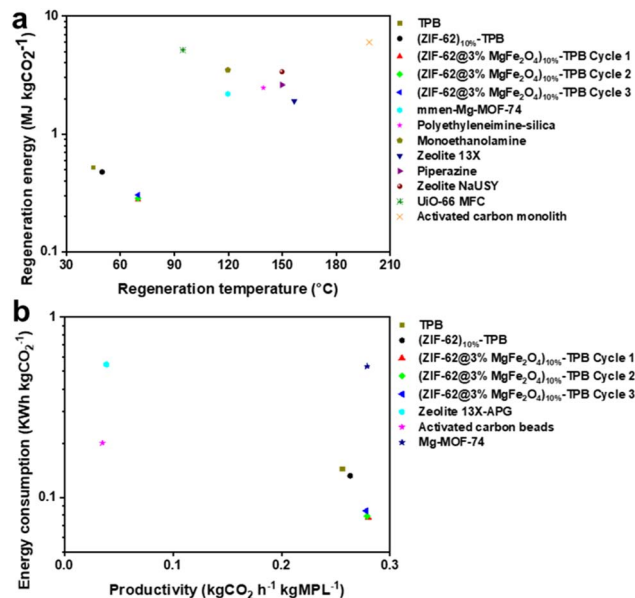 a
Regeneration energy (MJ kgCO2⁻¹)
10
1
0.1
30 60 90 120 150 180 210
Regeneration temperature (°C)
TPB
(ZIF-62)₁₀%-TPB
(ZIF-62@3% MgFe₂O₄)₁₀%-TPB Cycle 1
(ZIF-62@3% MgFe₂O₄)₁₀%-TPB Cycle 2
(ZIF-62@3% MgFe₂O₄)₁₀%-TPB Cycle 3
mmen-Mg-MOF-74
Polyethyleneimine-silica
Monoethanolamine
Zeolite 13X
Piperazine
Zeolite NaUSY
UiO-66 MFC
Activated carbon monolith
b
Energy consumption (KWh kgCO₂⁻¹)
1
0.1
0.0 0.1 0.2 0.3
Productivity (kgCO₂ h⁻¹ kgMPL⁻¹)
TPB
(ZIF-62)₁₀%-TPB
(ZIF-62@3% MgFe₂O₄)₁₀%-TPB Cycle 1
(ZIF-62@3% MgFe₂O₄)₁₀%-TPB Cycle 2
(ZIF-62@3% MgFe₂O₄)₁₀%-TPB Cycle 3
Zeolite 13X-APG
Activated carbon beads
Mg-MOF-74